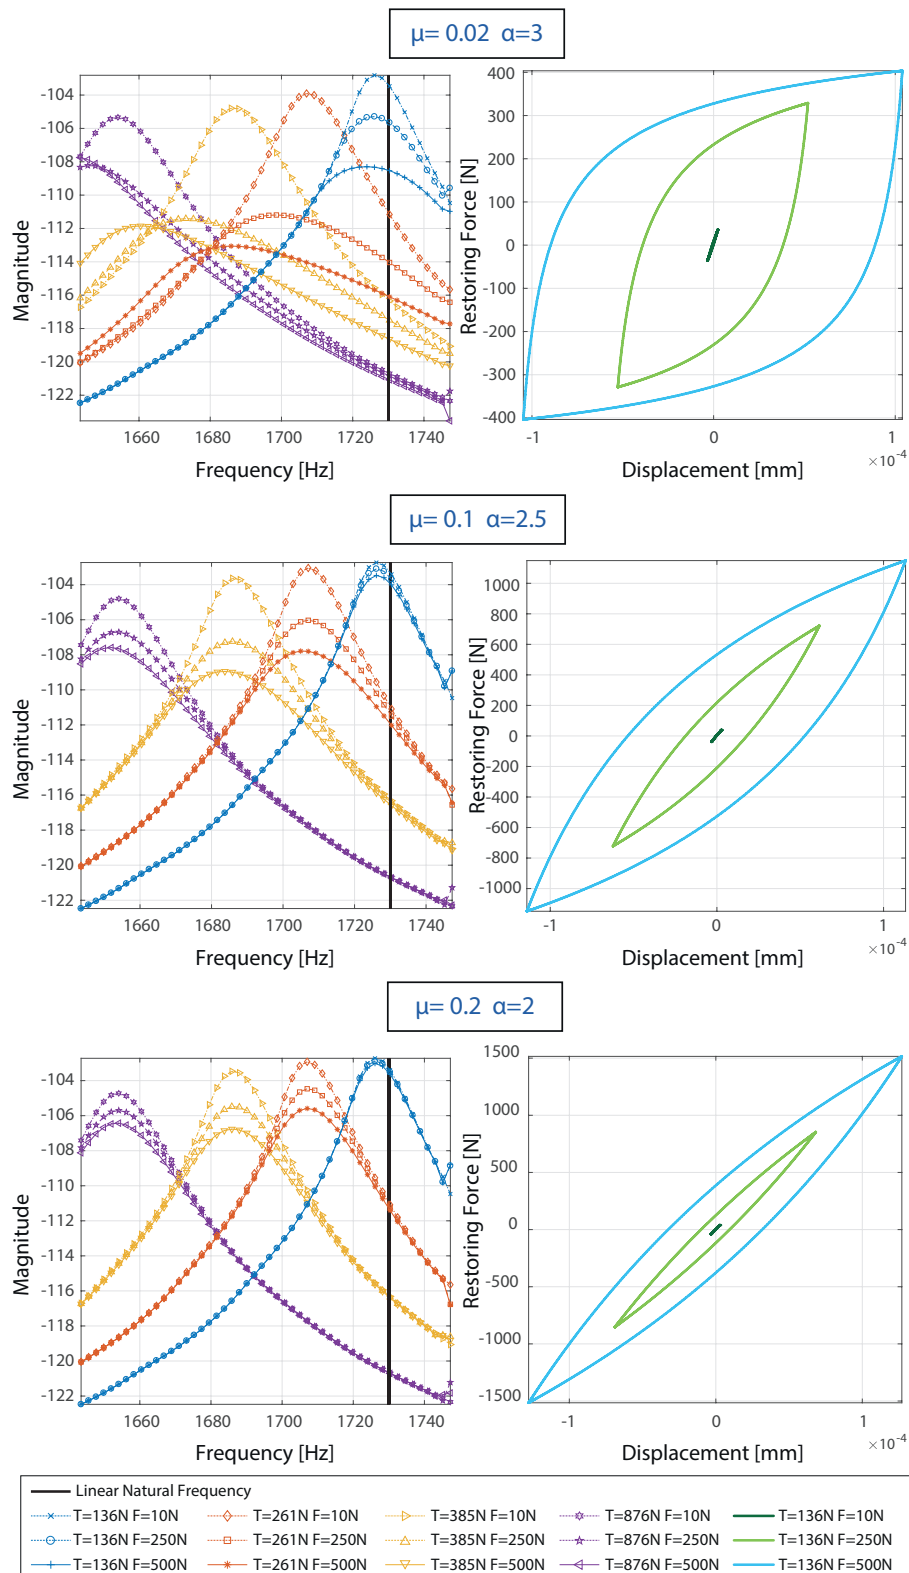 μ= 0.02 α=3
-104
-106
-108
-110
-112
-114
-116
-118
-120
-122
Magnitude
1660 1680 1700 1720 1740
Frequency [Hz]
400
300
200
100
0
-100
-200
-300
-400
Restoring Force [N]
-1 0 1
×10⁻⁴
Displacement [mm]
μ= 0.1 α=2.5
-104
-106
-108
-110
-112
-114
-116
-118
-120
-122
Magnitude
1660 1680 1700 1720 1740
Frequency [Hz]
1000
800
600
400
200
0
-200
-400
-600
-800
-1000
Restoring Force [N]
-1 0 1
×10⁻⁴
Displacement [mm]
μ= 0.2 α=2
-104
-106
-108
-110
-112
-114
-116
-118
-120
-122
Magnitude
1660 1680 1700 1720 1740
Frequency [Hz]
1500
1000
500
0
-500
-1000
-1500
Restoring Force [N]
-1 0 1
×10⁻⁴
Displacement [mm]
Linear Natural Frequency
T=136N F=10N T=261N F=10N T=385N F=10N T=876N F=10N T=136N F=10N
T=136N F=250N T=261N F=250N T=385N F=250N T=876N F=250N T=136N F=250N
T=136N F=500N T=261N F=500N T=385N F=500N T=876N F=500N T=136N F=500N